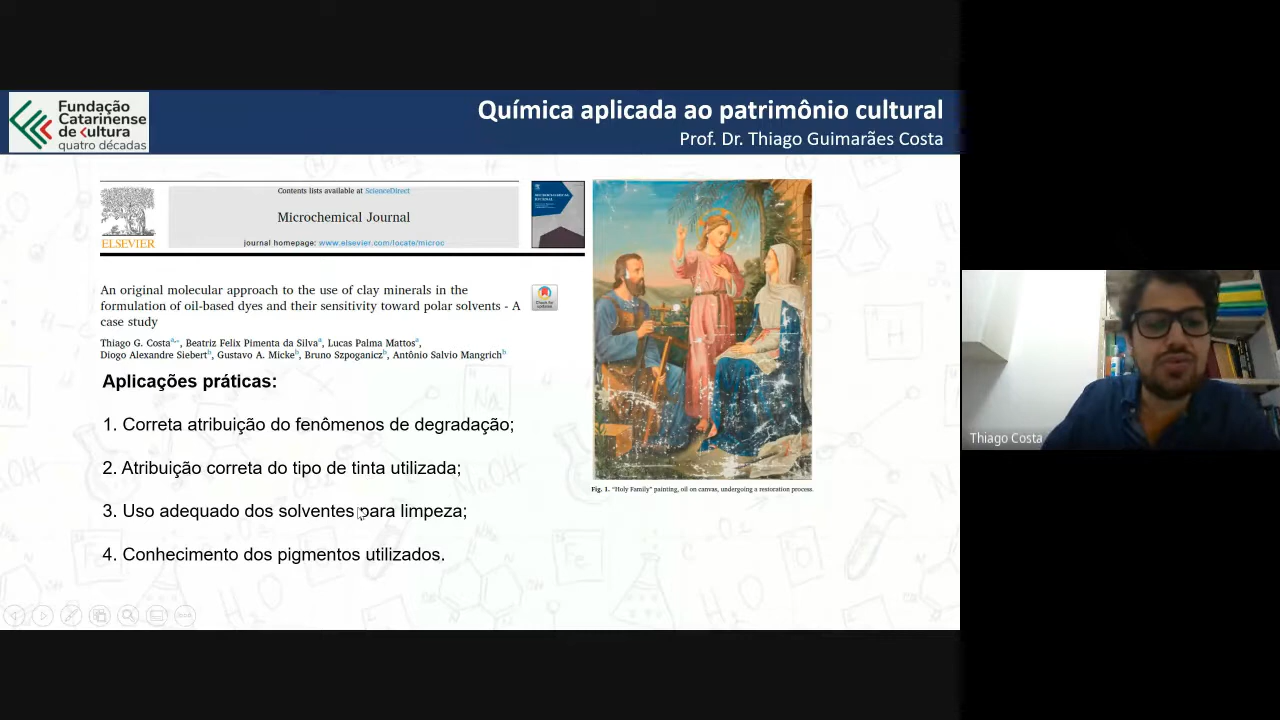 Fundação
Catarinense
de cultura
quatro décadas
Química aplicada ao patrimônio cultural
Prof. Dr. Thiago Guimarães Costa
Contents lists available at ScienceDirect
Microchemical Journal
journal homepage: www.elsevier.com/locate/microc
ELSEVIER
An original molecular approach to the use of clay minerals in the
formulation of oil-based dyes and their sensitivity toward polar solvents - A
case study
Check for
updates
Thiago G. Costa a,*, Beatriz Felix Pimenta da Silva a, Lucas Palma Mattos a,
Diogo Alexandre Siebert b, Gustavo A. Micke b, Bruno Szpoganicz b, Antônio Salvio Mangrich b
Aplicações práticas:
1. Correta atribuição do fenômenos de degradação;
2. Atribuição correta do tipo de tinta utilizada;
3. Uso adequado dos solventes para limpeza;
4. Conhecimento dos pigmentos utilizados.
Fig. 1. "Holy Family" painting, oil on canvas, undergoing a restoration process.
Thiago Costa